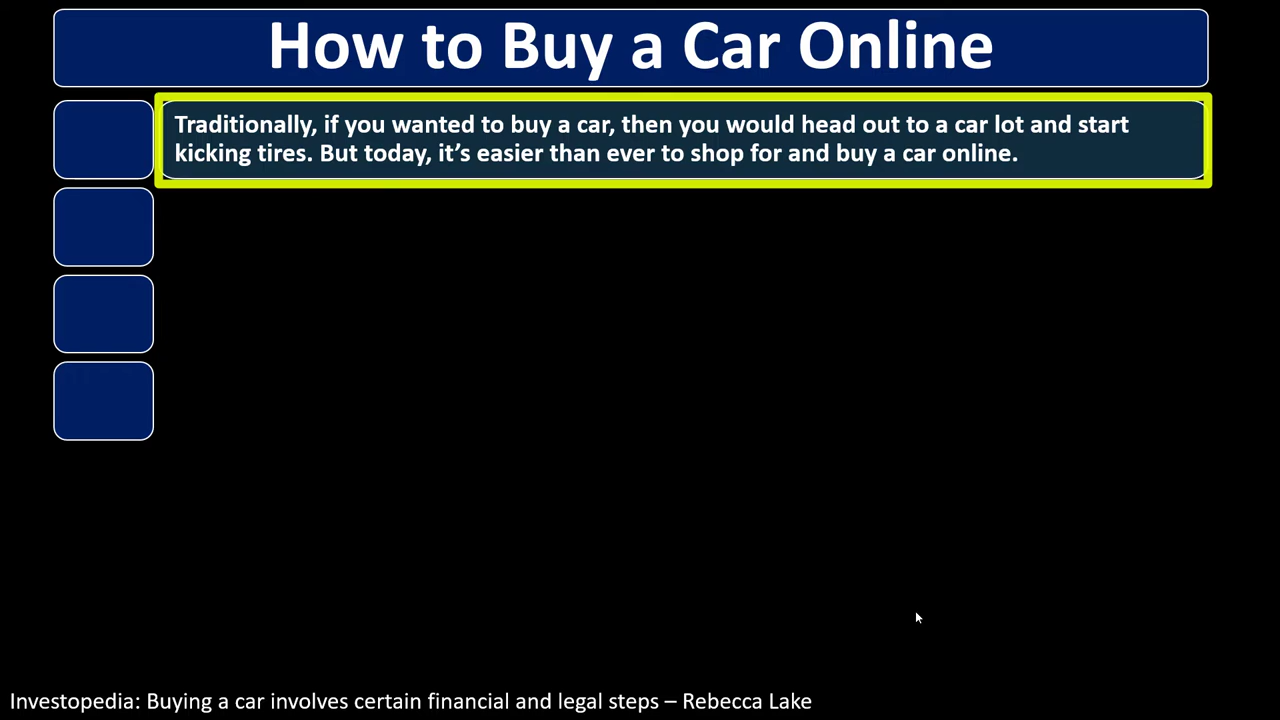 How to Buy a Car Online
Traditionally, if you wanted to buy a car, then you would head out to a car lot and start
kicking tires. But today, it’s easier than ever to shop for and buy a car online.
Investopedia: Buying a car involves certain financial and legal steps – Rebecca Lake